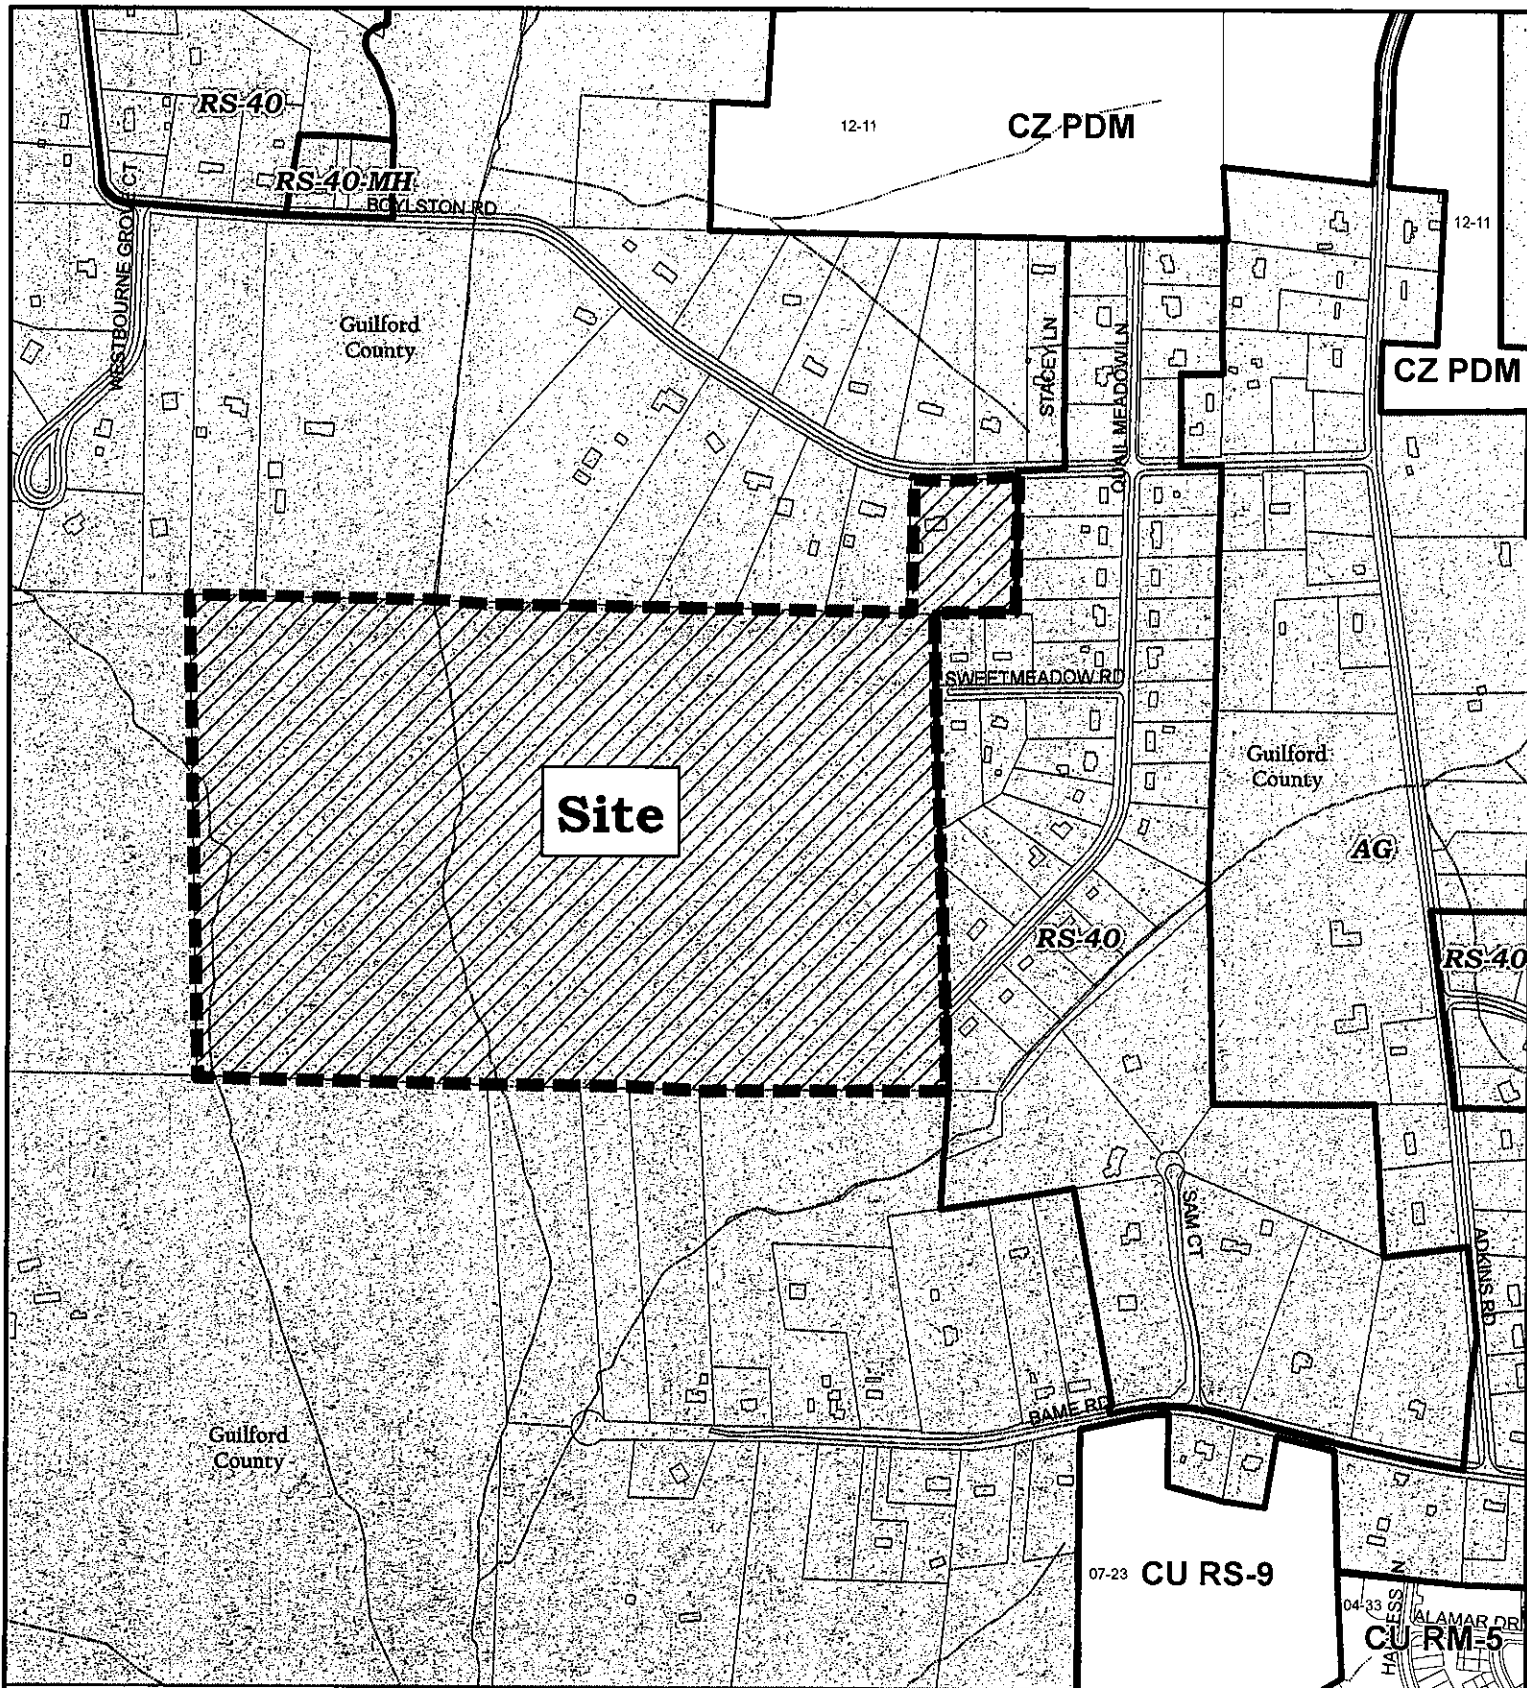 RS-40
12-11
CZ PDM
RS-40-MH
BOYLSTON RD
WESTBOURNE GROVE CT
12-11
Guilford
County
STACEY LN
QUAIL MEADOW LN
CZ PDM
SWEETMEADOW RD
Guilford
County
Site
AG
RS-40
RS-40
SAM CT
ADKINS RD
BAME RD
Guilford
County
07-23
CU RS-9
04-33
ALAMAR DR
CU RM-5